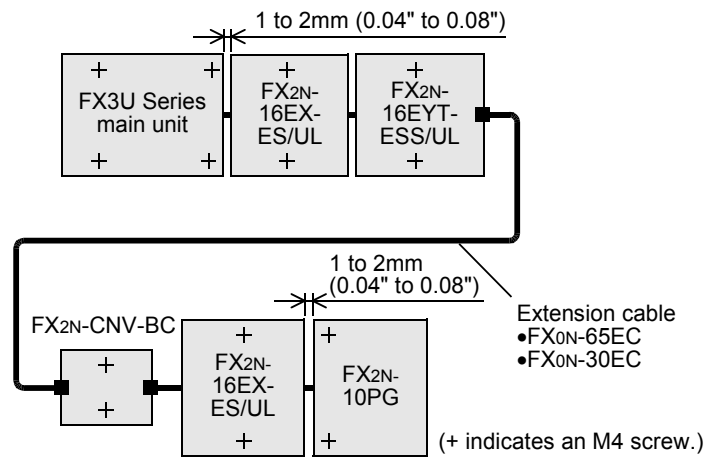 1 to 2mm (0.04" to 0.08")
FX3U Series
main unit
FX2N-
16EX-
ES/UL
FX2N-
16EYT-
ESS/UL
1 to 2mm
(0.04" to 0.08")
Extension cable
•FX0N-65EC
•FX0N-30EC
FX2N-CNV-BC
FX2N-
16EX-
ES/UL
FX2N-
10PG
(+ indicates an M4 screw.)